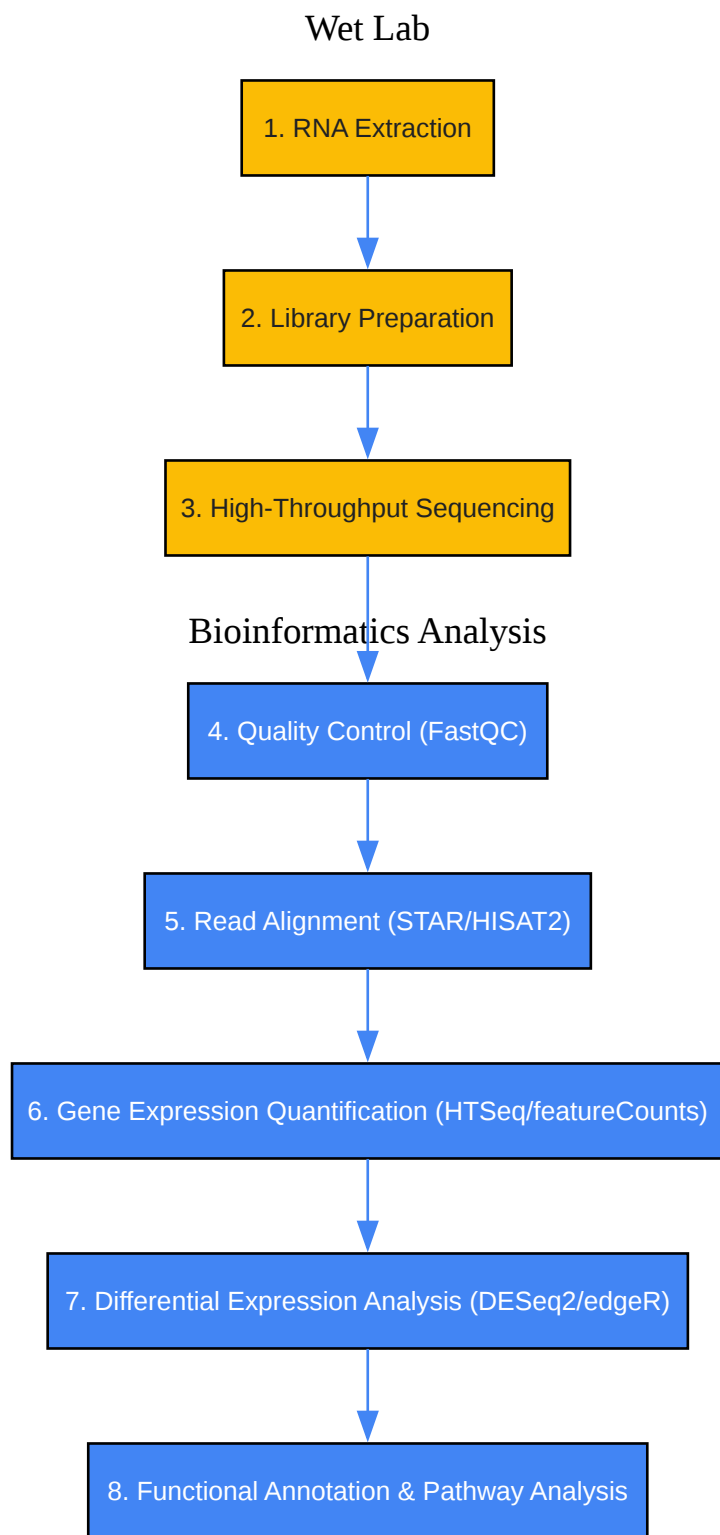 Wet Lab
1. RNA Extraction
2. Library Preparation
3. High-Throughput Sequencing
Bioinformatics Analysis
4. Quality Control (FastQC)
5. Read Alignment (STAR/HISAT2)
6. Gene Expression Quantification (HTSeq/featureCounts)
7. Differential Expression Analysis (DESeq2/edgeR)
8. Functional Annotation & Pathway Analysis